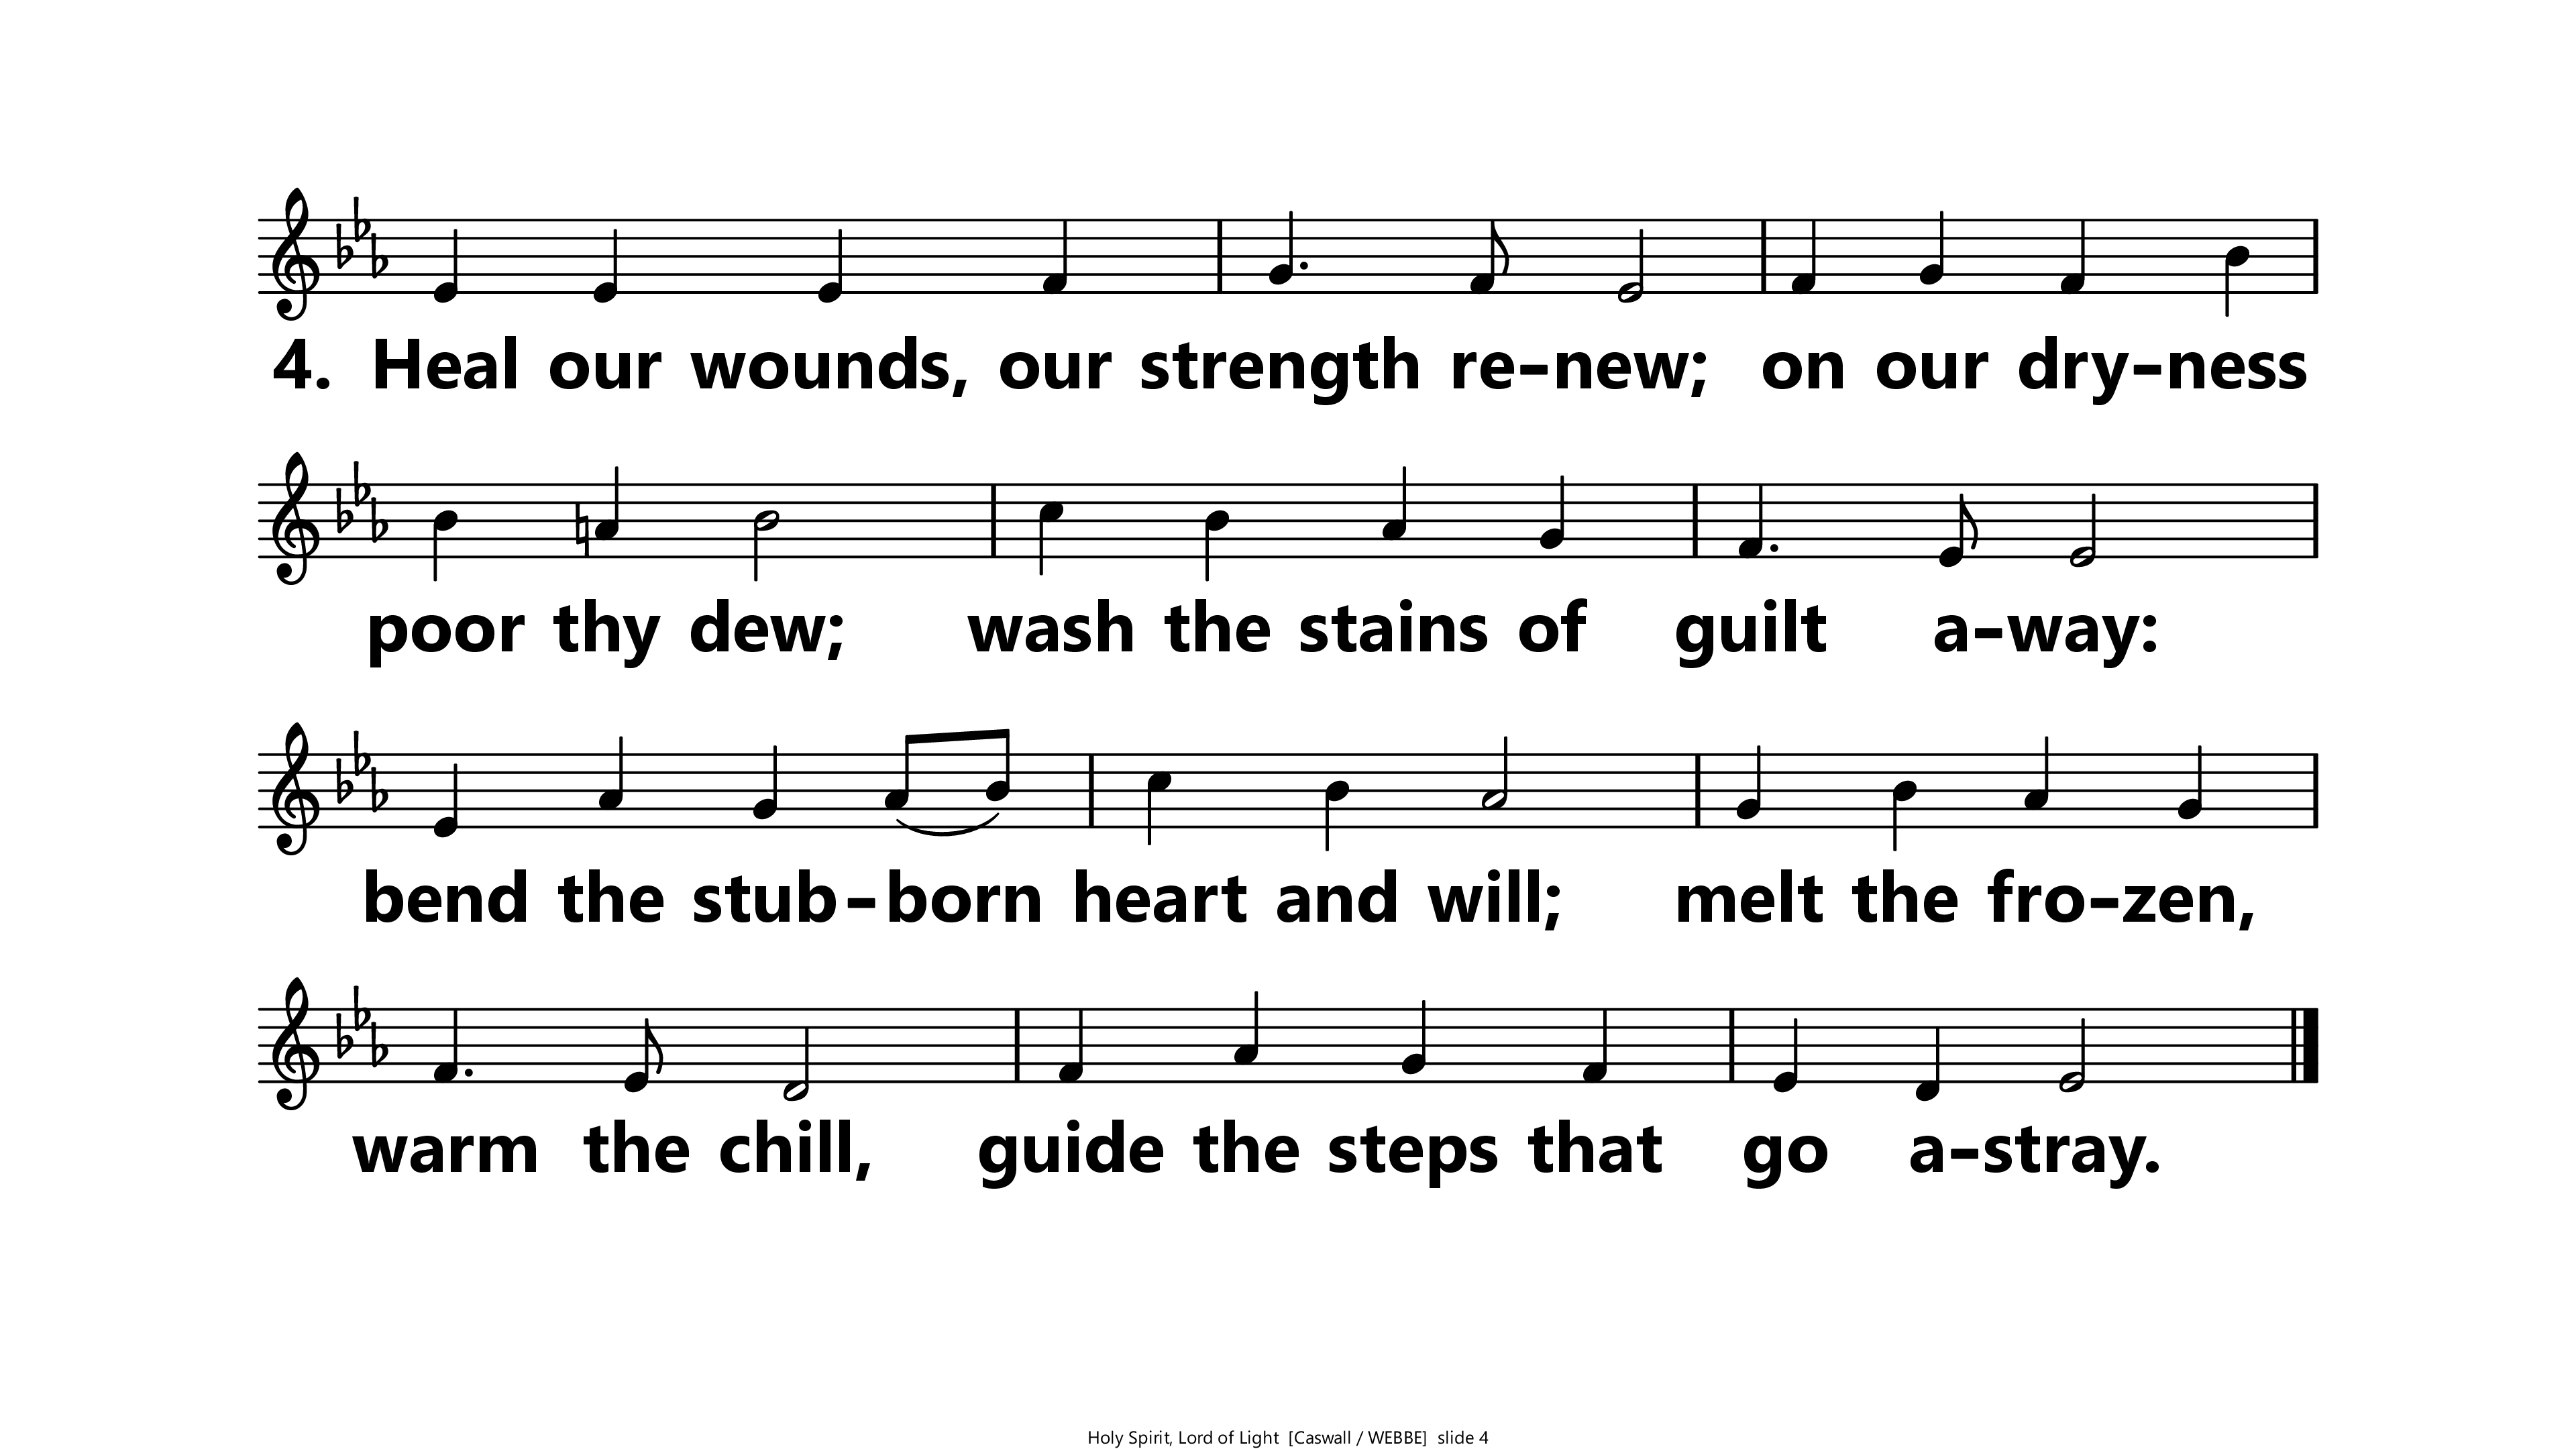 4. Heal our wounds, our strength re-new; on our dry-ness
poor thy dew; wash the stains of guilt a-way:
bend the stub-born heart and will; melt the fro-zen,
warm the chill, guide the steps that go a-stray.
Holy Spirit, Lord of Light [Caswall / WEBBE] slide 4